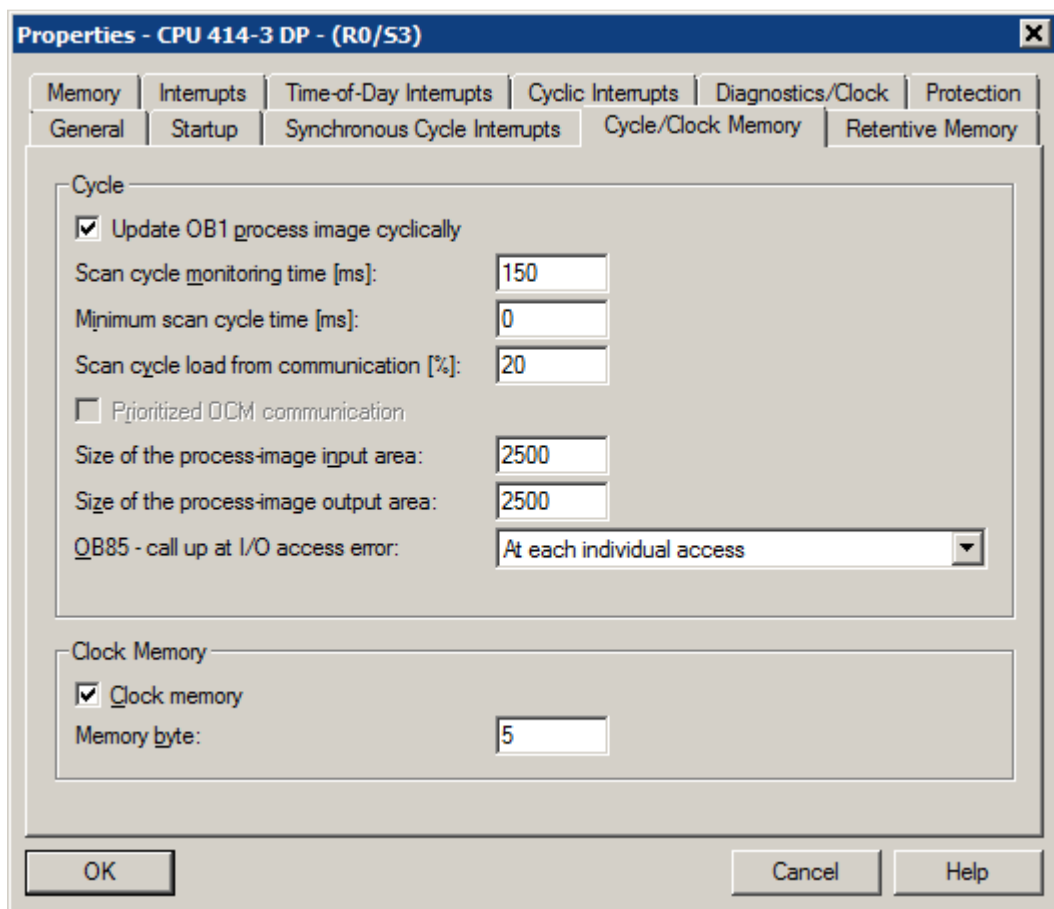 Properties - CPU 414-3 DP - (R0/S3)
Memory Interrupts Time-of-Day Interrupts Cyclic Interrupts Diagnostics/Clock Protection
General Startup Synchronous Cycle Interrupts Cycle/Clock Memory Retentive Memory
Cycle
Update OB1 process image cyclically
Scan cycle monitoring time [ms]: 150
Minimum scan cycle time [ms]: 0
Scan cycle load from communication [%]: 20
Prioritized OCM communication
Size of the process-image input area: 2500
Size of the process-image output area: 2500
OB85 - call up at I/O access error: At each individual access
Clock Memory
Clock memory
Memory byte: 5
OK Cancel Help